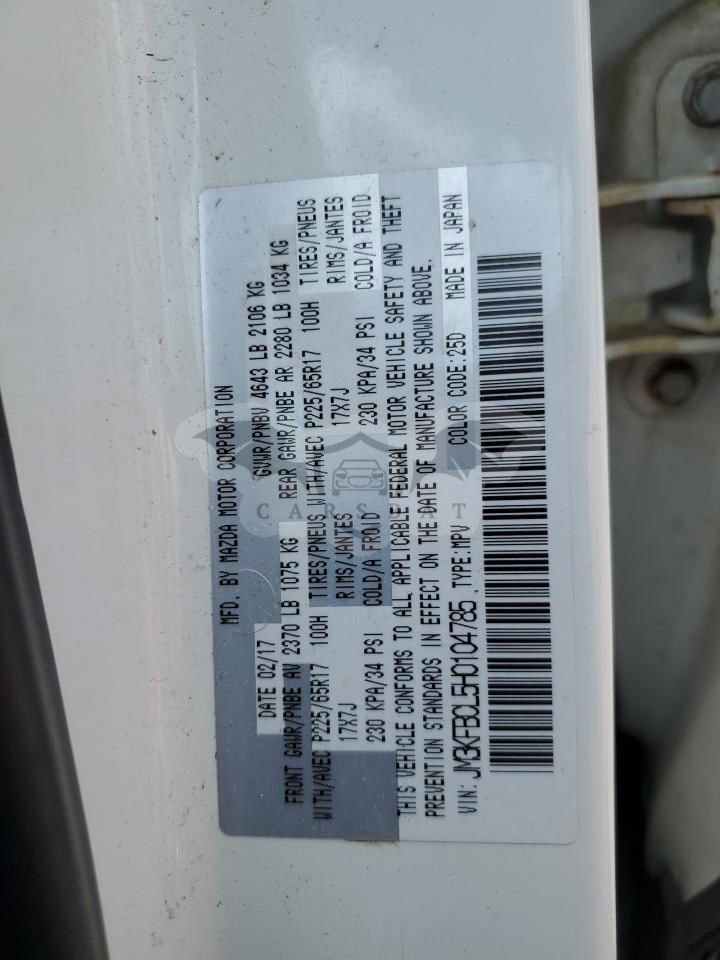 MFD. BY MAZDA MOTOR CORPORATION
DATE 02/17 GVWR/PNBV 4643 LB 2106 KG
FRONT GAWR/PNBE AV 2370 LB 1075 KG REAR GAWR/PNBE AR 2280 LB 1034 KG
WITH/AVEC P225/65R17 100H TIRES/PNEUS WITH/AVEC P225/65R17 100H TIRES/PNEUS
17X7J RIMS/JANTES 17X7J RIMS/JANTES
230 KPA/34 PSI COLD/A FROID 230 KPA/34 PSI COLD/A FROID
THIS VEHICLE CONFORMS TO ALL APPLICABLE FEDERAL MOTOR VEHICLE SAFETY AND THEFT
PREVENTION STANDARDS IN EFFECT ON THE DATE OF MANUFACTURE SHOWN ABOVE.
VIN: JM3KFBCL5H0104785 TYPE:MPV COLOR CODE:25D MADE IN JAPAN
CARSCAT